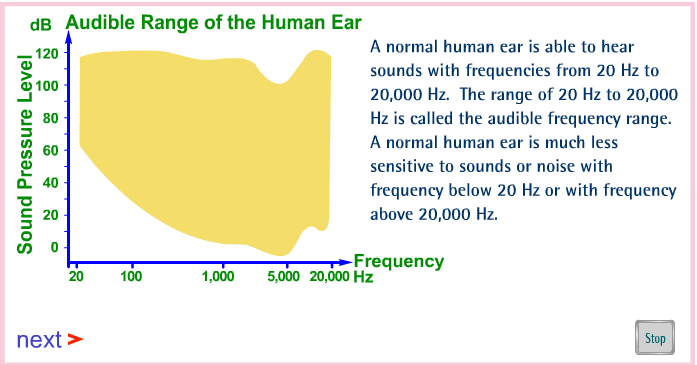 dB Audible Range of the Human Ear
Sound Pressure Level
120
100
80
60
40
20
0
20 100 1,000 5,000 20,000 Hz
Frequency
A normal human ear is able to hear
sounds with frequencies from 20 Hz to
20,000 Hz. The range of 20 Hz to 20,000
Hz is called the audible frequency range.
A normal human ear is much less
sensitive to sounds or noise with
frequency below 20 Hz or with frequency
above 20,000 Hz.
next >
Stop